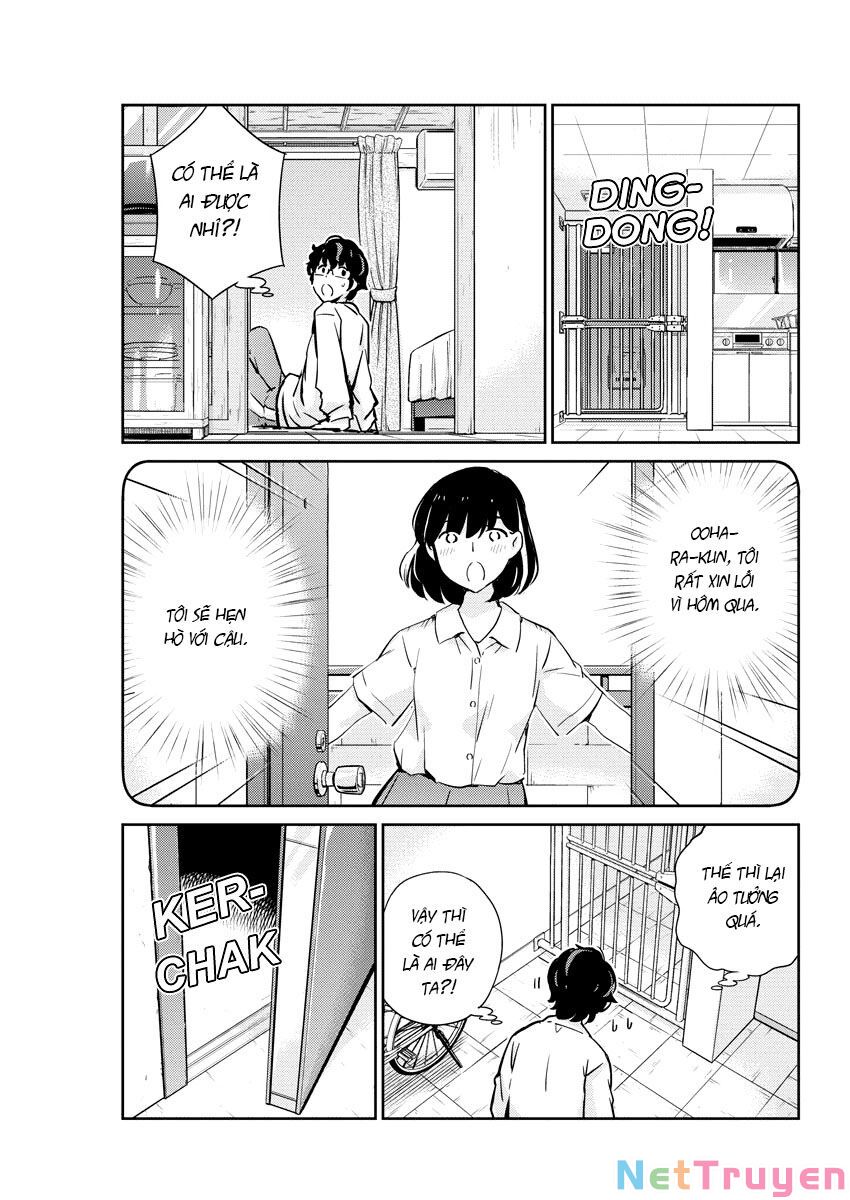 DING-
DONG!
CÓ THỂ LÀ
AI ĐƯỢC
NHỈ?!
OOHA-
RA-KUN, TÔI
RẤT XIN LỖI
VÌ HÔM QUA.
TÔI SẼ HẸN
HÒ VỚI CẬU.
THẾ THÌ LẠI
ẢO TƯỞNG
QUÁ.
VẬY THÌ
CÓ THỂ
LÀ AI ĐÂY
TA?!
KER-
CHAK
NetTruyen